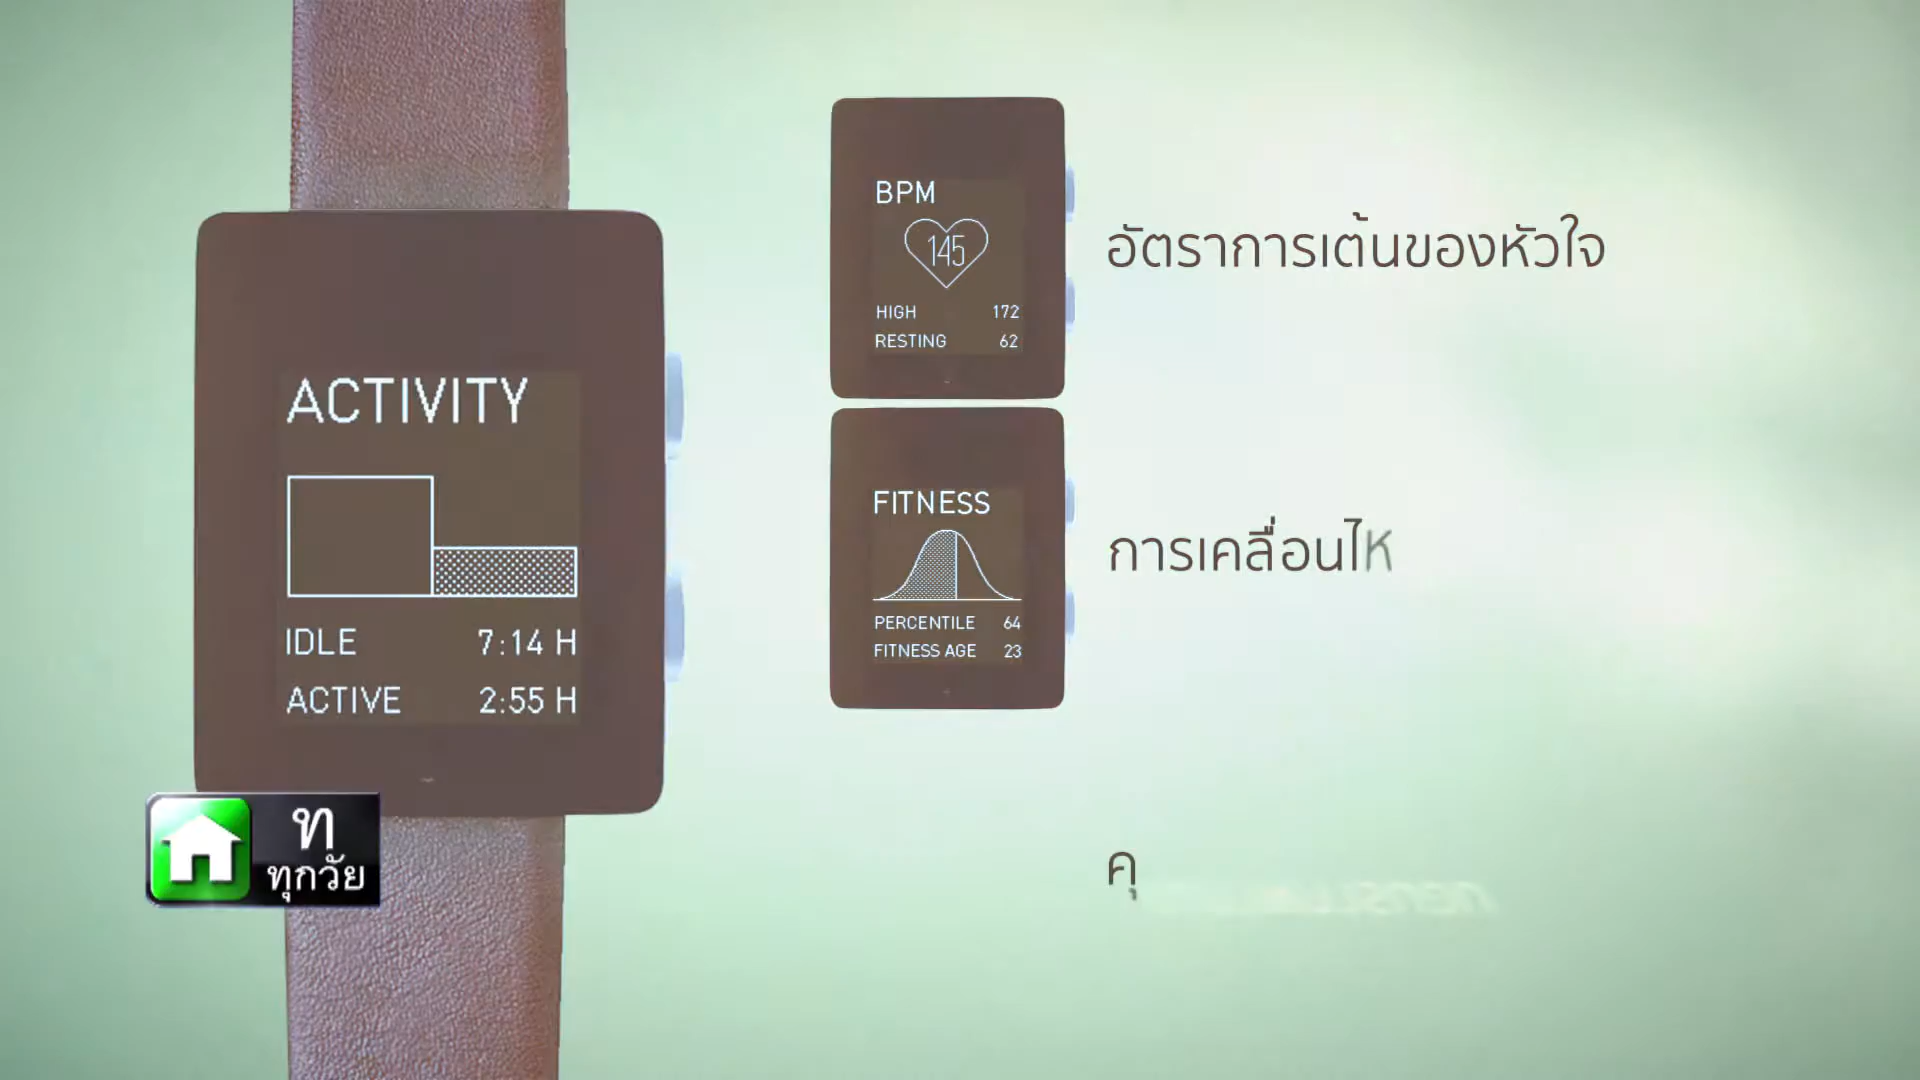 ACTIVITY
IDLE 7:14 H
ACTIVE 2:55 H
BPM
145
HIGH 172
RESTING 62
อัตราการเต้นของหัวใจ
FITNESS
PERCENTILE 64
FITNESS AGE 23
การเคลื่อนไห
คุ
ท
ทุกวัย